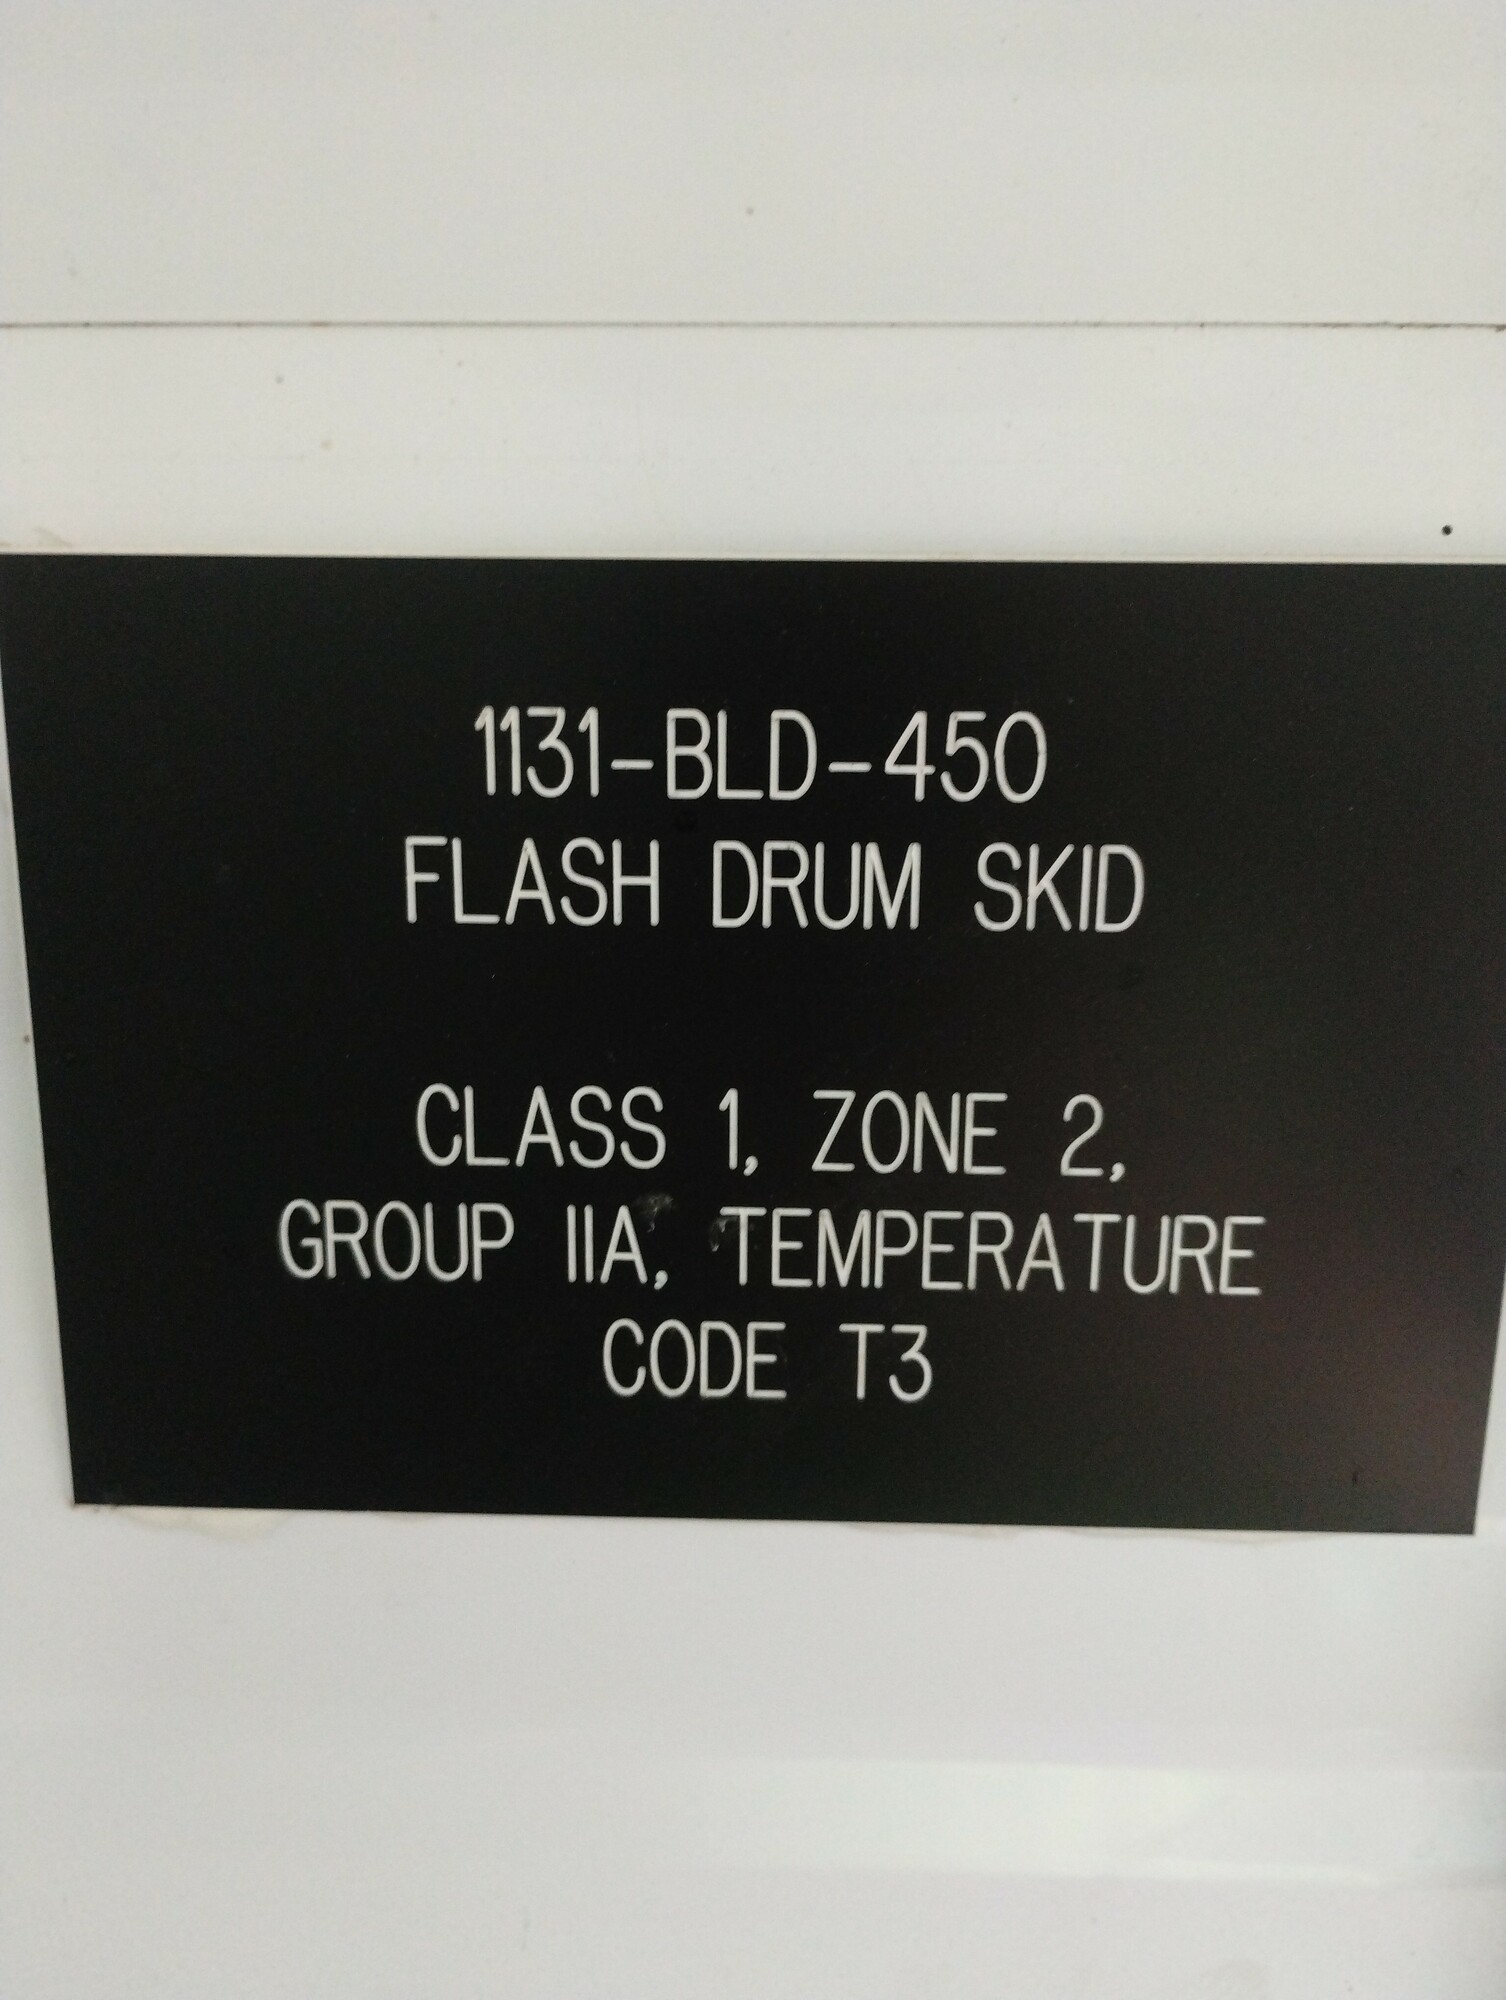 1131-BLD-450
FLASH DRUM SKID
CLASS 1, ZONE 2,
GROUP IIA, TEMPERATURE
CODE T3